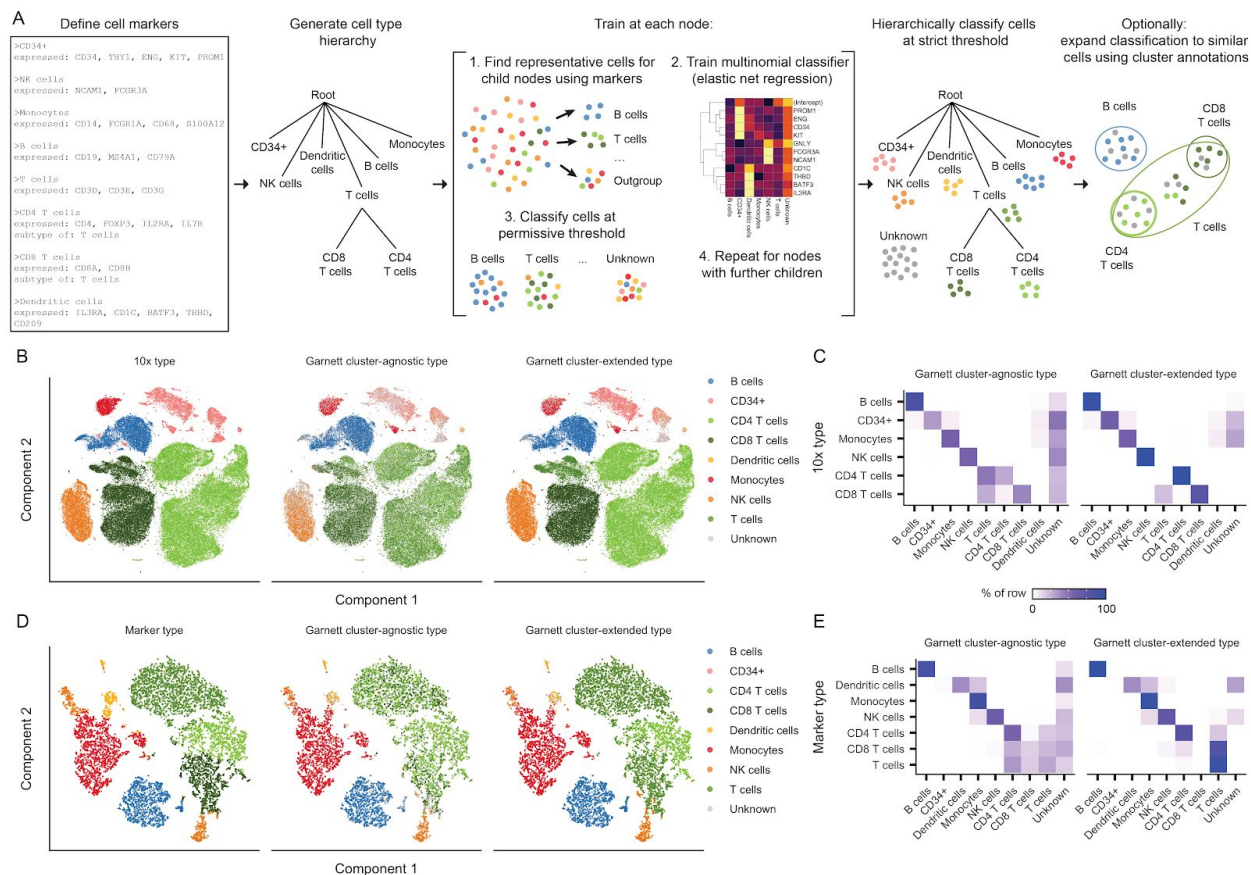 A
Define cell markers
>CD34+
expressed: CD34, THY1, ENG, KIT, PROM1
>NK cells
expressed: NCAM1, FCGR3A
>Monocytes
expressed: CD14, FCGR1A, CD68, S100A12
>B cells
expressed: CD19, MS4A1, CD79A
>T cells
expressed: CD3D, CD3E, CD3G
>CD4 T cells
expressed: CD4, FOXP3, IL2RA, IL7R
subtype of: T cells
>CD8 T cells
expressed: CD8A, CD8B
subtype of: T cells
>Dendritic cells
expressed: IL3RA, CD1C, BATF3, THBD,
CD209
Generate cell type
hierarchy
Root
CD34+
NK cells
Dendritic
cells
T cells
B cells
Monocytes
CD8
T cells
CD4
T cells
Train at each node:
1. Find representative cells for
child nodes using markers
B cells
T cells
...
Outgroup
2. Train multinomial classifier
(elastic net regression)
(Intercept)
PROM1
ENG
CD34
KIT
GNLY
FCGR3A
NCAM1
CD1C
THBD
BATF3
IL3RA
B cells
CD34+
Dendritic cells
Monocytes
NK cells
T cells
Unknown
3. Classify cells at
permissive threshold
B cells
T cells
...
Unknown
4. Repeat for nodes
with further children
Hierarchically classify cells
at strict threshold
Root
CD34+
NK cells
Dendritic
cells
B cells
Monocytes
T cells
Unknown
CD8
T cells
CD4
T cells
Optionally:
expand classification to similar
cells using cluster annotations
B cells
CD8
T cells
T cells
CD4
T cells
B
10x type
Garnett cluster-agnostic type
Garnett cluster-extended type
Component 2
Component 1
B cells
CD34+
CD4 T cells
CD8 T cells
Dendritic cells
Monocytes
NK cells
T cells
Unknown
C
Garnett cluster-agnostic type
Garnett cluster-extended type
10x type
B cells
CD34+
Monocytes
NK cells
CD4 T cells
CD8 T cells
B cells
CD34+
Monocytes
NK cells
T cells
CD4 T cells
CD8 T cells
Dendritic cells
Unknown
B cells
CD34+
Monocytes
NK cells
T cells
CD4 T cells
CD8 T cells
Dendritic cells
Unknown
% of row
0
100
D
Marker type
Garnett cluster-agnostic type
Garnett cluster-extended type
Component 2
Component 1
B cells
CD34+
CD4 T cells
CD8 T cells
Dendritic cells
Monocytes
NK cells
T cells
Unknown
E
Garnett cluster-agnostic type
Garnett cluster-extended type
Marker type
B cells
Dendritic cells
Monocytes
NK cells
CD4 T cells
CD8 T cells
T cells
B cells
CD34+
Dendritic cells
Monocytes
NK cells
CD4 T cells
CD8 T cells
T cells
Unknown
B cells
CD34+
Dendritic cells
Monocytes
NK cells
CD4 T cells
CD8 T cells
T cells
Unknown